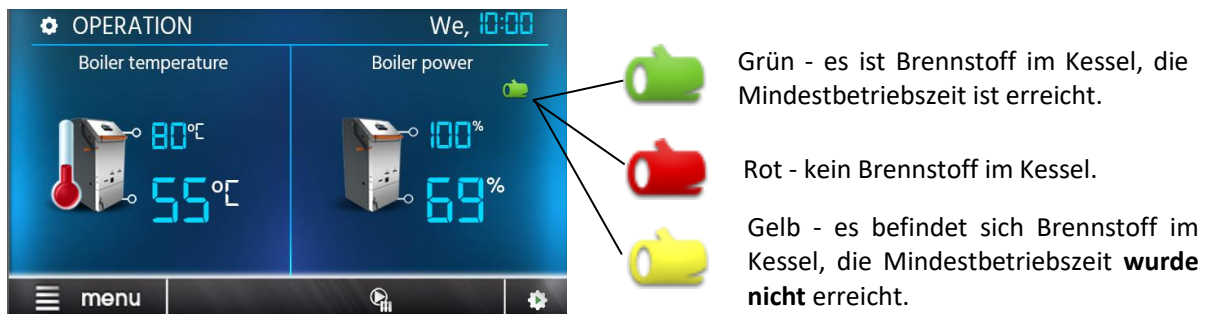 OPERATION We, 10:00
Boiler temperature Boiler power
80°C 100%
55°C 69%
menu
Grün - es ist Brennstoff im Kessel, die
Mindestbetriebszeit ist erreicht.
Rot - kein Brennstoff im Kessel.
Gelb - es befindet sich Brennstoff im
Kessel, die Mindestbetriebszeit wurde
nicht erreicht.